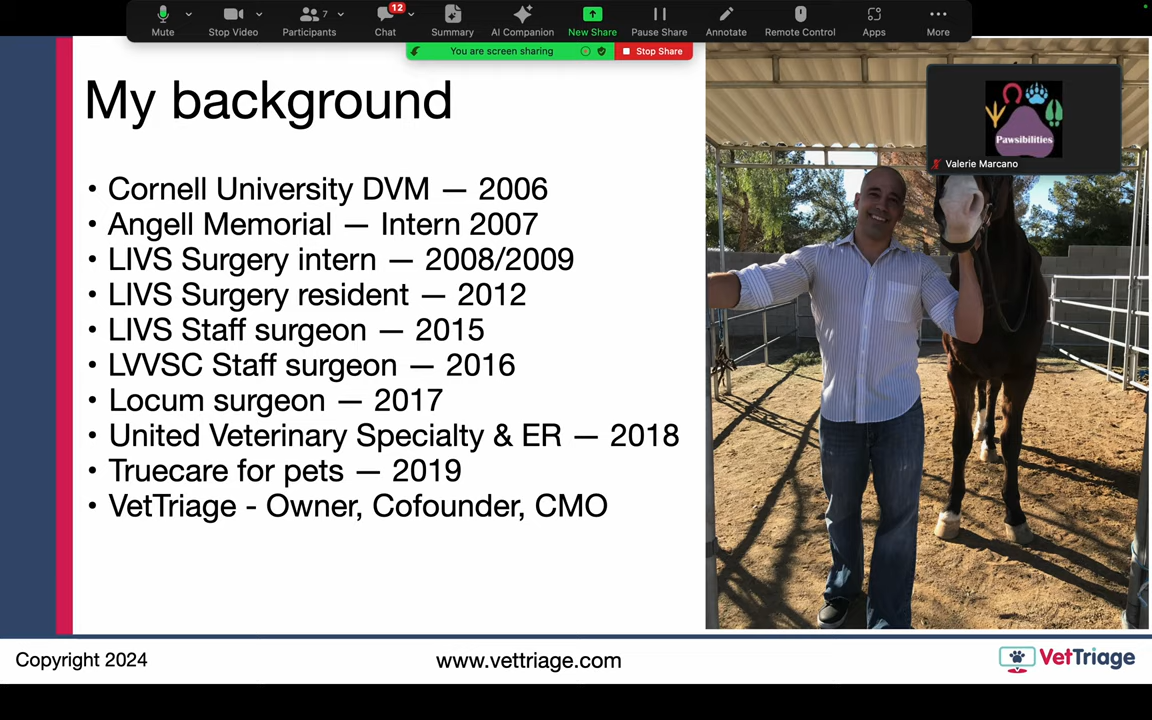 Mute
Stop Video
Participants
7
Chat
12
Summary
AI Companion
New Share
Pause Share
Annotate
Remote Control
Apps
More
You are screen sharing
Stop Share
My background
• Cornell University DVM — 2006
• Angell Memorial — Intern 2007
• LIVS Surgery intern — 2008/2009
• LIVS Surgery resident — 2012
• LIVS Staff surgeon — 2015
• LVVSC Staff surgeon — 2016
• Locum surgeon — 2017
• United Veterinary Specialty & ER — 2018
• Truecare for pets — 2019
• VetTriage - Owner, Cofounder, CMO
Pawsibilities
Valerie Marcano
Copyright 2024
www.vettriage.com
VetTriage